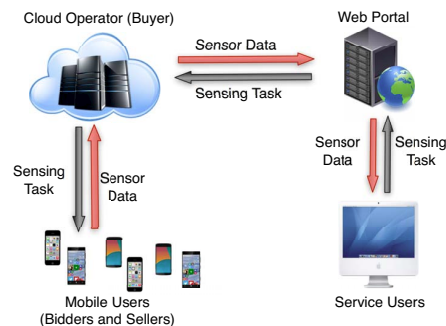 Cloud Operator (Buyer)
Web Portal
Sensor Data
Sensing Task
Sensing
Task
Sensor
Data
Sensor
Data
Sensing
Task
Mobile Users
(Bidders and Sellers)
Service Users